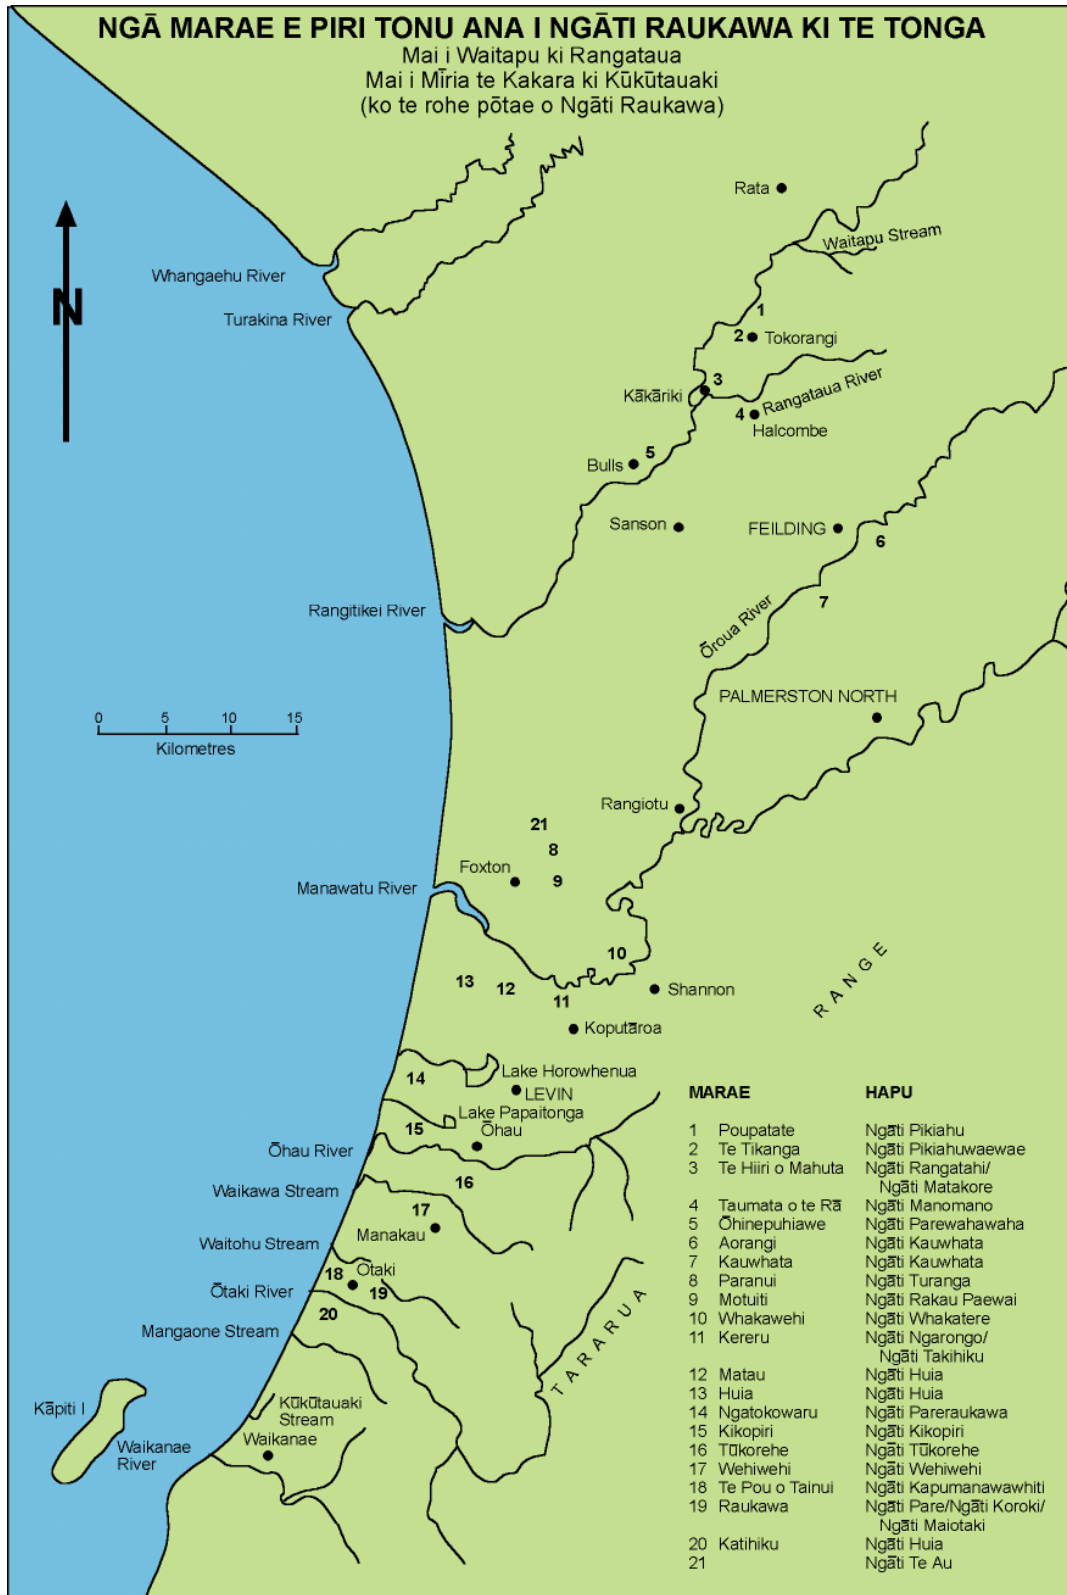 NGĀ MARAE E PIRI TONU ANA I NGĀTI RAUKAWA KI TE TONGA
Mai i Waitapu ki Rangataua
Mai i Mīria te Kakara ki Kūkūtauaki
(ko te rohe pōtae o Ngāti Raukawa)
Rata
Waitapu Stream
Whangaehu River
N
Turakina River
1
2
Tokorangi
3
Kākāriki
Rangataua River
4
Halcombe
5
Bulls
Sanson
FEILDING
6
7
Rangitikei River
Ōroua River
PALMERSTON NORTH
0 5 10 15
Kilometres
Rangiotu
21
8
Foxton
9
Manawatu River
10
13
12
11
Shannon
Koputāroa
RANGE
14
Lake Horowhenua
LEVIN
Lake Papaitonga
15
Ōhau
Ōhau River
16
Waikawa Stream
17
Manakau
Waitohu Stream
18
Otaki
19
Ōtaki River
20
Mangaone Stream
TARARUA
Kāpiti I
Kūkūtauaki
Stream
Waikanae
Waikanae
River
MARAE HAPU
1 Poupatate Ngāti Pikiahu
2 Te Tikanga Ngāti Pikiahuwaewae
3 Te Hiiri o Mahuta Ngāti Rangatahi/
Ngāti Matakore
4 Taumata o te Rā Ngāti Manomano
5 Ōhinepuhiawe Ngāti Parewahawaha
6 Aorangi Ngāti Kauwhata
7 Kauwhata Ngāti Kauwhata
8 Paranui Ngāti Turanga
9 Motuiti Ngāti Rakau Paewai
10 Whakawehi Ngāti Whakatere
11 Kereru Ngāti Ngarongo/
Ngāti Takihiku
12 Matau Ngāti Huia
13 Huia Ngāti Huia
14 Ngatokowaru Ngāti Pareraukawa
15 Kikopiri Ngāti Kikopiri
16 Tūkorehe Ngāti Tūkorehe
17 Wehiwehi Ngāti Wehiwehi
18 Te Pou o Tainui Ngāti Kapumanawawhiti
19 Raukawa Ngāti Pare/Ngāti Koroki/
Ngāti Maiotaki
20 Katihiku Ngāti Huia
21 Ngāti Te Au